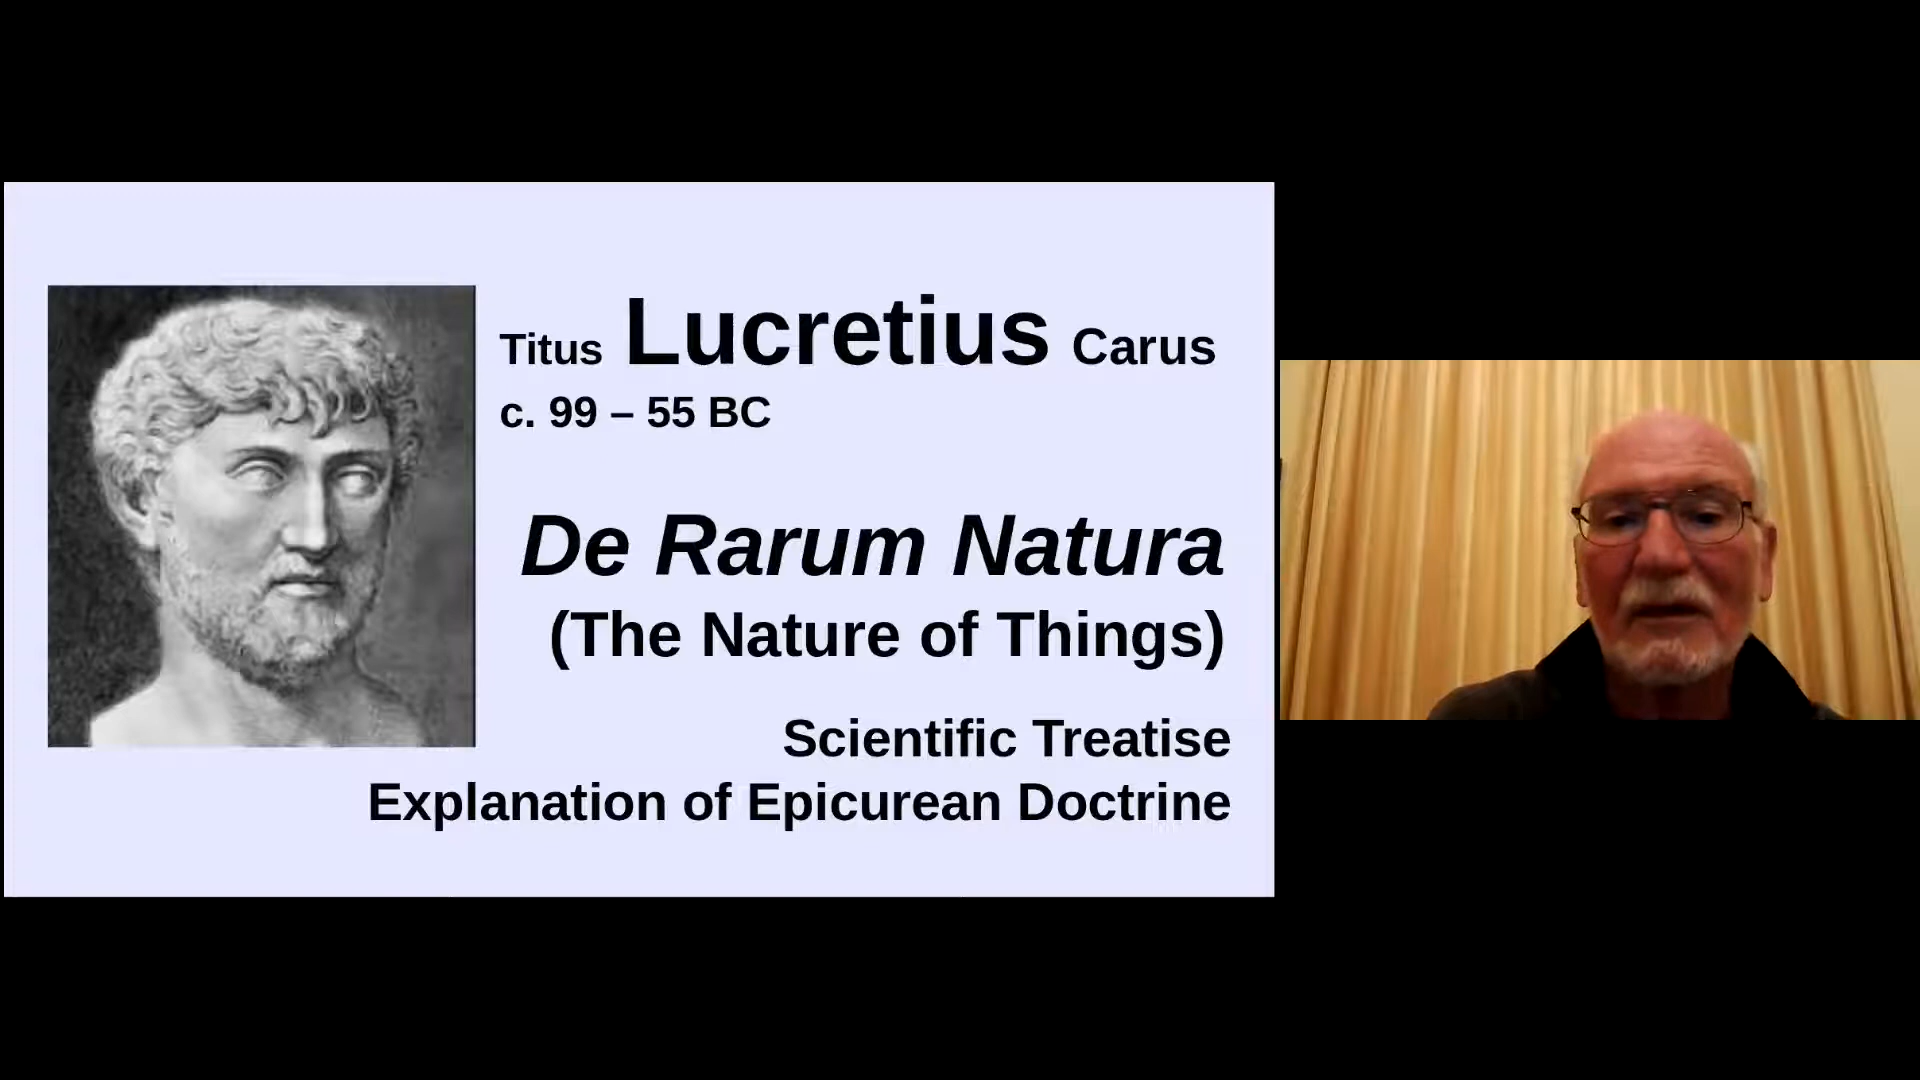 Titus Lucretius Carus
c. 99 – 55 BC
De Rarum Natura
(The Nature of Things)
Scientific Treatise
Explanation of Epicurean Doctrine